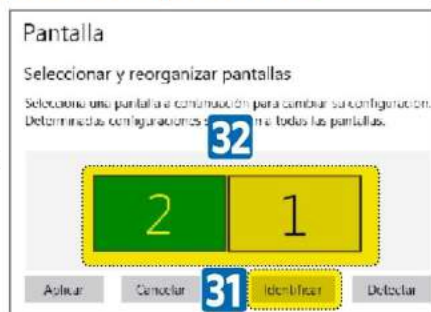 Pantalla
Seleccionar y reorganizar pantallas
Selecciona una pantalla a continuación para cambiar su configuración.
Determinadas configuraciones se a todas las pantallas.
32
2 1
Aplicar Cancelar 31 Identificar Detectar